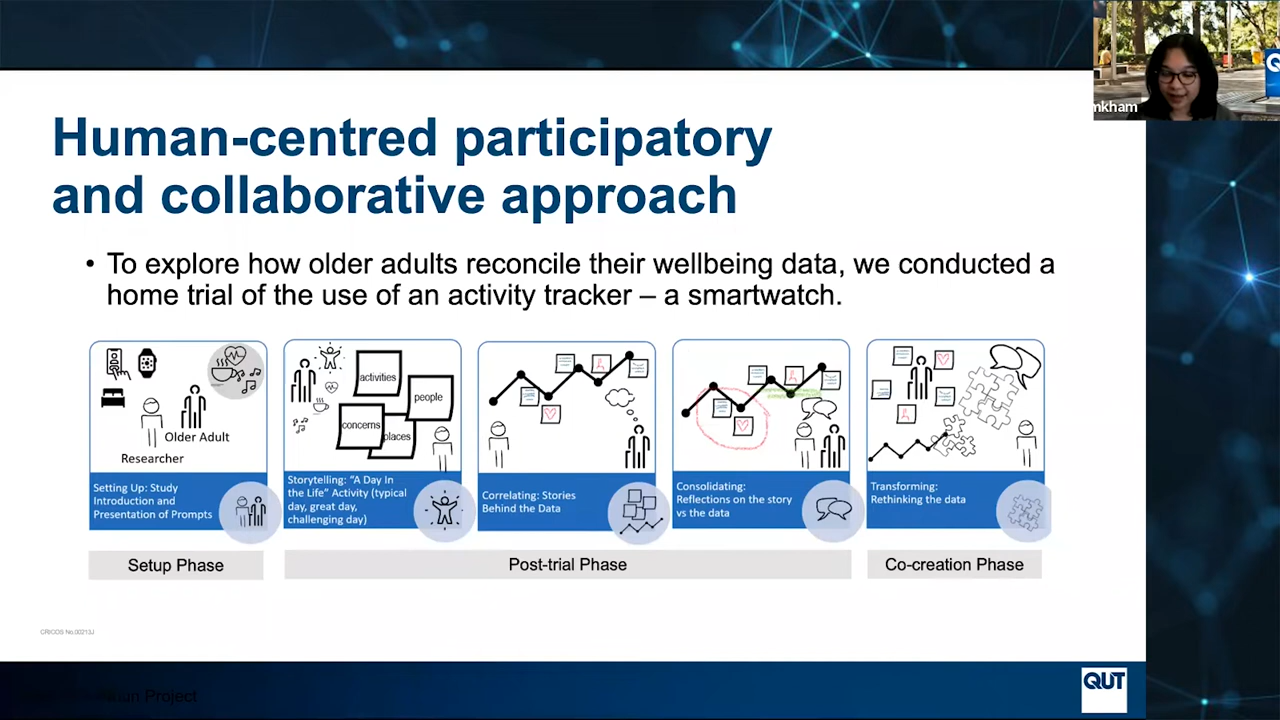 Human-centred participatory
and collaborative approach
• To explore how older adults reconcile their wellbeing data, we conducted a
home trial of the use of an activity tracker – a smartwatch.
Older Adult
Researcher
Setting Up: Study
Introduction and
Presentation of Prompts
activities
people
concerns
places
Storytelling: “A Day In
the Life” Activity (typical
day, great day,
challenging day)
Correlating: Stories
Behind the Data
Consolidating:
Reflections on the story
vs the data
Transforming:
Rethinking the data
Setup Phase
Post-trial Phase
Co-creation Phase
CRICOS No.00213J
Project
QUT